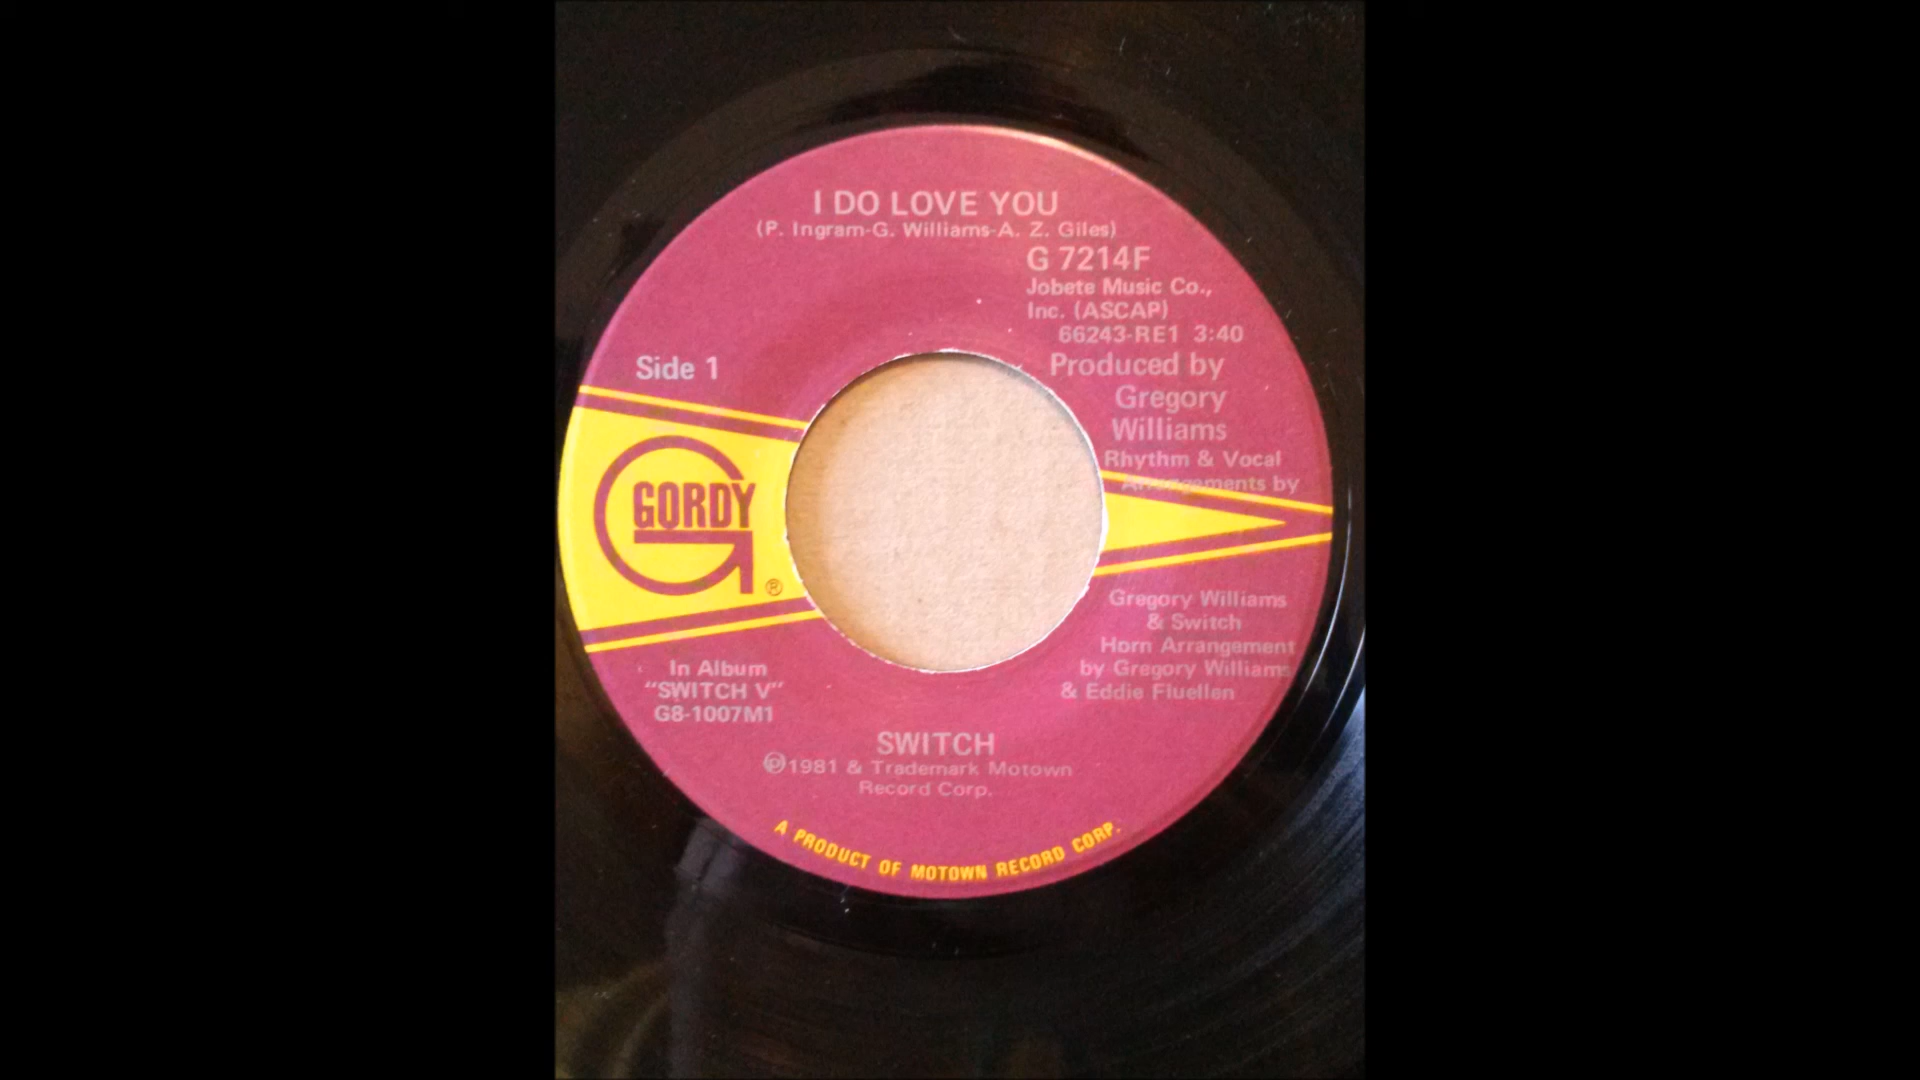 I DO LOVE YOU
(P. Ingram-G. Williams-A. Z. Giles)
G 7214F
Jobete Music Co.,
Inc. (ASCAP)
66243-RE1 3:40
Side 1
Produced by
Gregory
Williams
Rhythm & Vocal
Arrangements by
GORDY
®
Gregory Williams
& Switch
Horn Arrangement
by Gregory Williams
& Eddie Fluellen
In Album
"SWITCH V"
G8-1007M1
SWITCH
℗1981 & Trademark Motown
Record Corp.
A PRODUCT OF MOTOWN RECORD CORP.